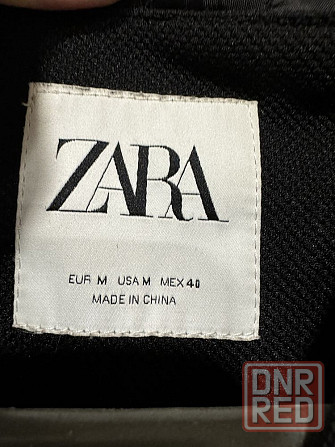 ZARA
EUR M USA M MEX 40
MADE IN CHINA
DNR
RED